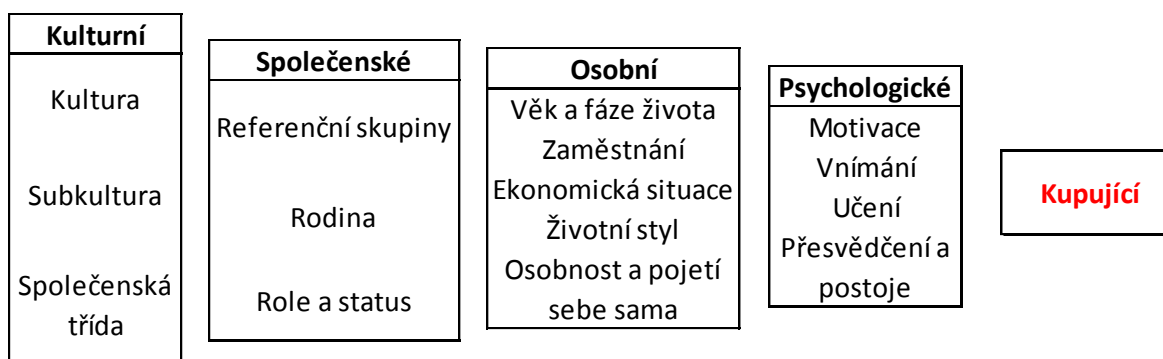 Kulturní
Kultura
Subkultura
Společenská
třída
Společenské
Referenční skupiny
Rodina
Role a status
Osobní
Věk a fáze života
Zaměstnání
Ekonomická situace
Životní styl
Osobnost a pojetí
sebe sama
Psychologické
Motivace
Vnímání
Učení
Přesvědčení a
postoje
Kupující